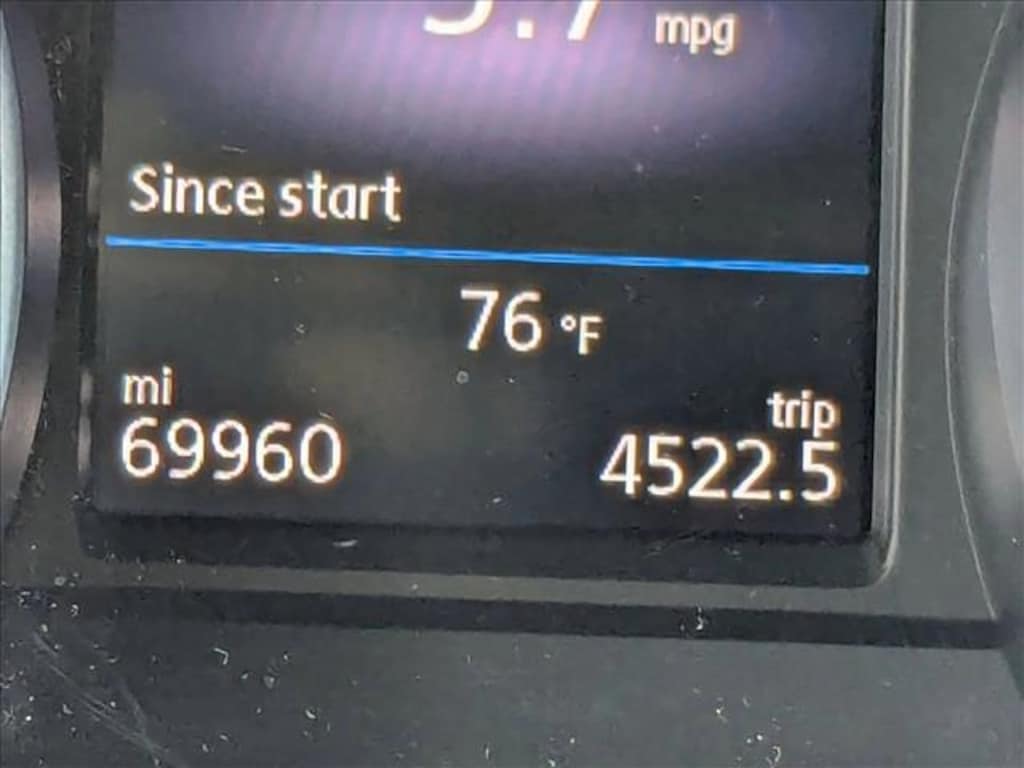 mpg
Since start
76 °F
mi
trip
69960
4522.5